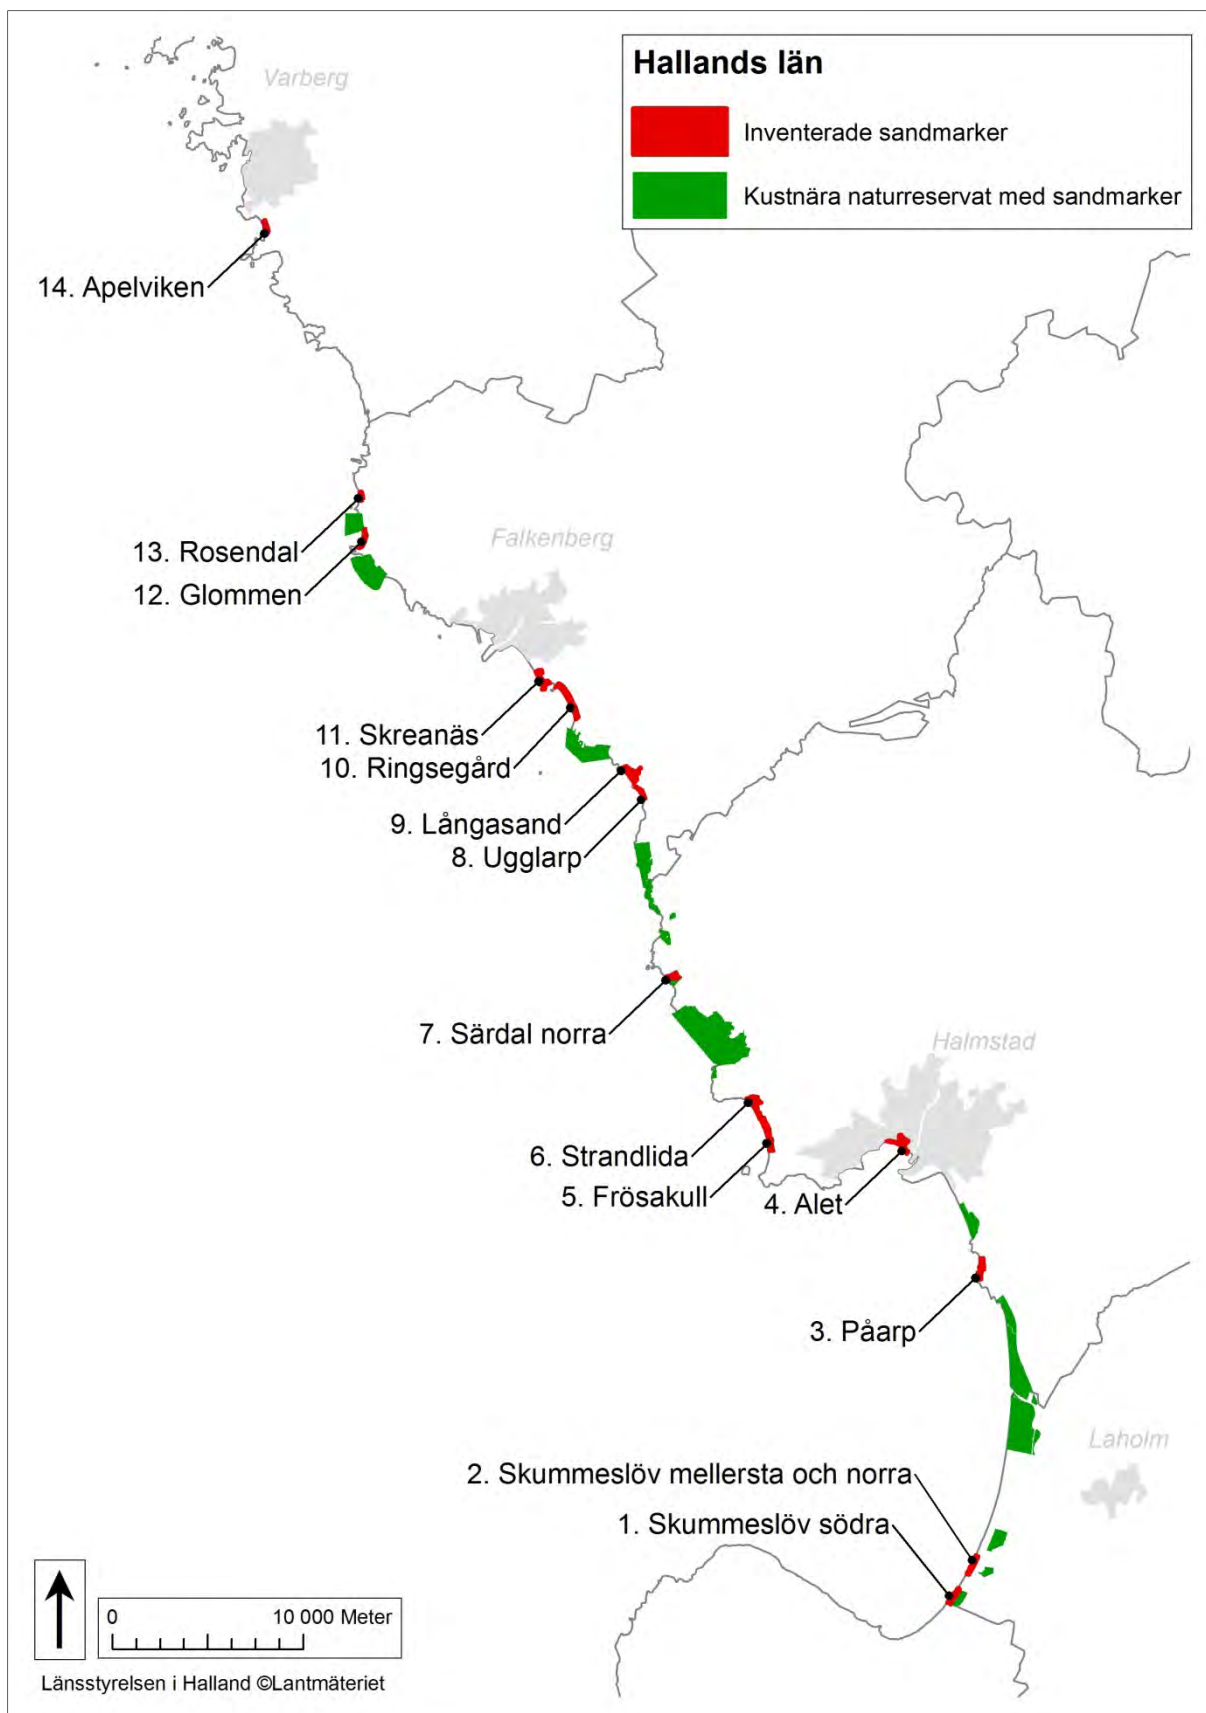 Hallands län
Inventerade sandmarker
Kustnära naturreservat med sandmarker
Varberg
14. Apelviken
13. Rosendal
Falkenberg
12. Glommen
11. Skreanäs
10. Ringsegård
9. Långasand
8. Ugglarp
7. Särdal norra
Halmstad
6. Strandlida
5. Frösakull
4. Alet
3. Påarp
Laholm
2. Skummeslöv mellersta och norra
1. Skummeslöv södra
0 10 000 Meter
Länsstyrelsen i Halland ©Lantmäteriet